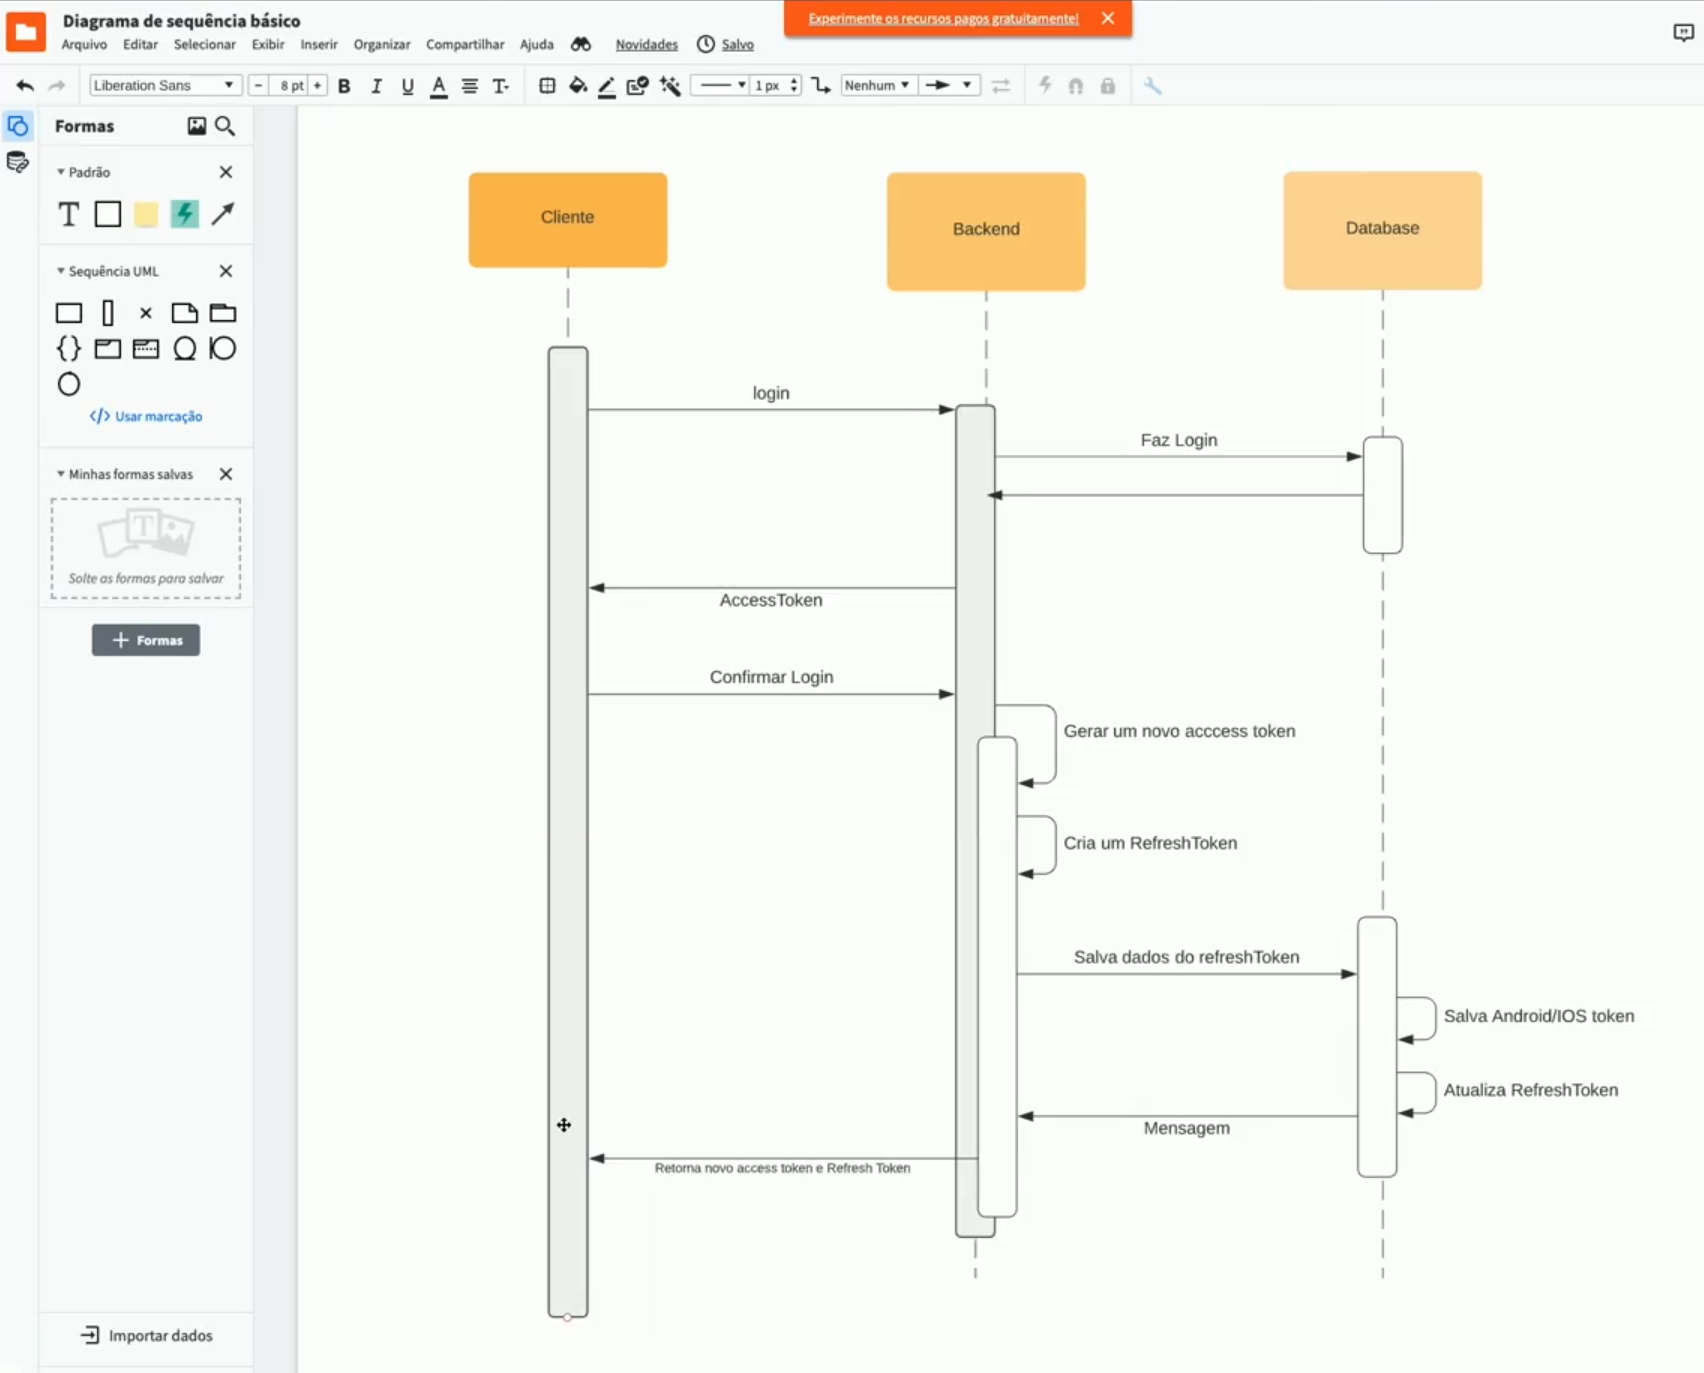 Diagrama de sequência básico
Experimente os recursos pagos gratuitamente!
Arquivo Editar Selecionar Exibir Inserir Organizar Compartilhar Ajuda Novidades Salvo
Liberation Sans - 8 pt + B I U A T 1 px Nenhum
Formas
Padrão
T
Sequência UML
{}
</> Usar marcação
Minhas formas salvas
T
Solte as formas para salvar
+ Formas
Importar dados
Cliente
Backend
Database
login
Faz Login
AccessToken
Confirmar Login
Gerar um novo acccess token
Cria um RefreshToken
Salva dados do refreshToken
Salva Android/IOS token
Atualiza RefreshToken
Mensagem
Retorna novo access token e Refresh Token